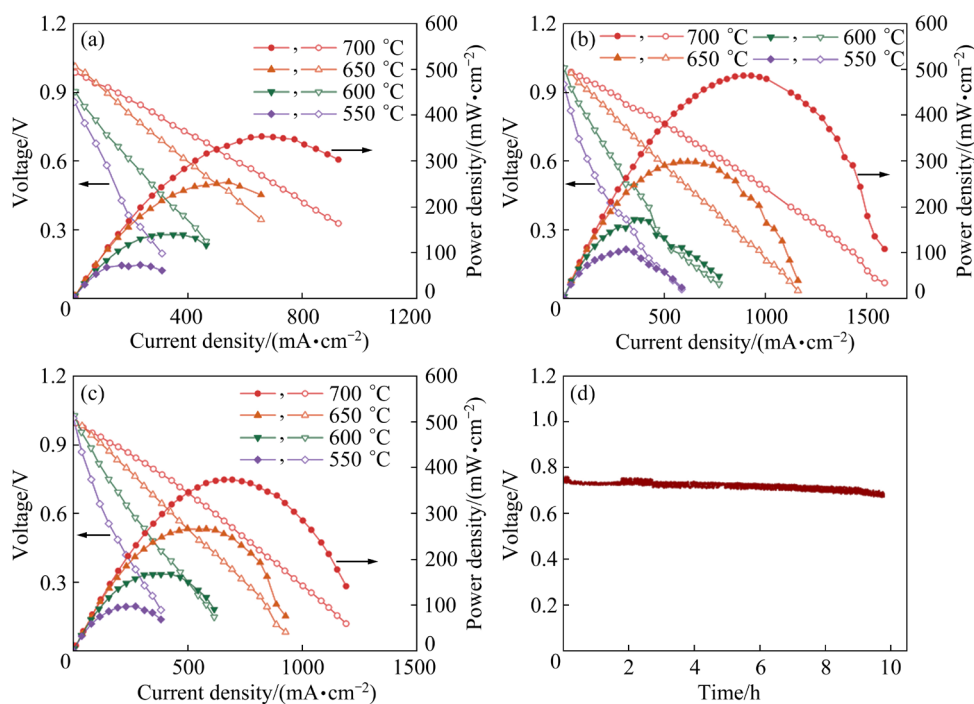 (a)
1.2
0.9
0.6
0.3
0
Voltage/V
600
500
400
300
200
100
0
Power density/(mW•cm⁻²)
, 700 °C
, 650 °C
, 600 °C
, 550 °C
0 400 800 1200
Current density/(mA•cm⁻²)
(b)
1.2
0.9
0.6
0.3
0
Voltage/V
600
500
400
300
200
100
0
Power density/(mW•cm⁻²)
, 700 °C , 600 °C
, 650 °C , 550 °C
500 1000 1500
Current density/(mA•cm⁻²)
(c)
1.2
0.9
0.6
0.3
0
Voltage/V
600
500
400
300
200
100
0
Power density/(mW•cm⁻²)
, 700 °C
, 650 °C
, 600 °C
, 550 °C
500 1000 1500
Current density/(mA•cm⁻²)
(d)
1.2
1.0
0.8
0.6
0.4
0.2
0
Voltage/V
2 4 6 8 10
Time/h